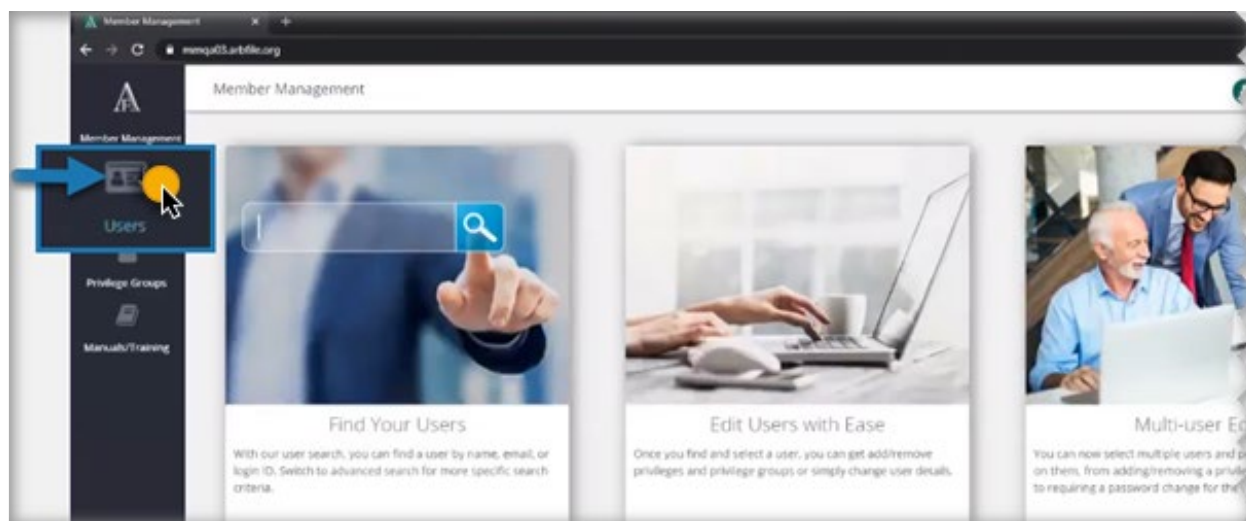 Member Management
mmqa03.arbfile.org
Member Management
Member Management
Users
Privilege Groups
Manuals/Training
Find Your Users
With our user search, you can find a user by name, email, or
login ID. Switch to advanced search for more specific search
criteria.
Edit Users with Ease
Once you find and select a user, you can get add/remove
privileges and privilege groups or simply change user details.
Multi-user
You can now select multiple users and
on them, from adding/removing a
to requiring a password change for the